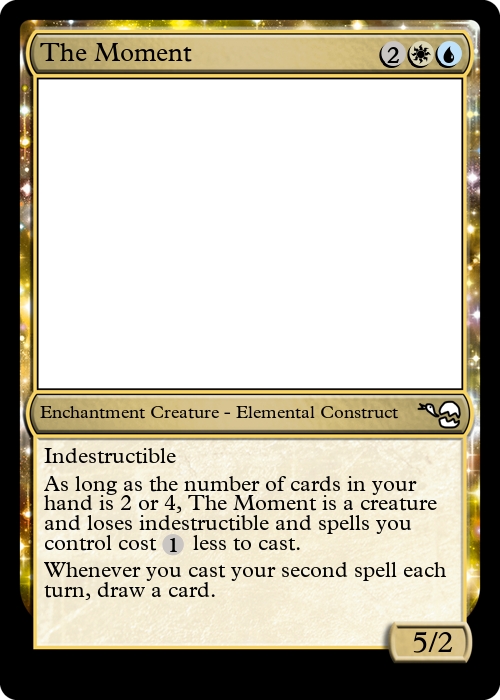 The Moment 2
Enchantment Creature - Elemental Construct
Indestructible
As long as the number of cards in your
hand is 2 or 4, The Moment is a creature
and loses indestructible and spells you
control cost 1 less to cast.
Whenever you cast your second spell each
turn, draw a card.
5/2